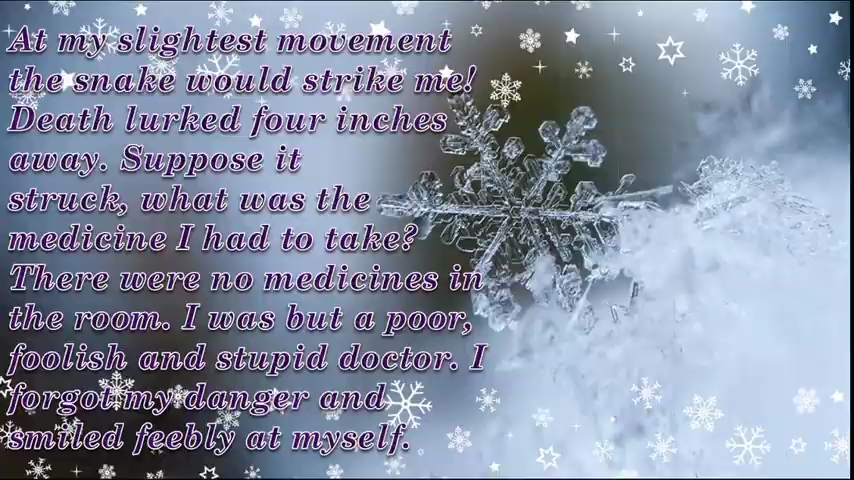 At my slightest movement
the snake would strike me!
Death lurked four inches
away. Suppose it
struck, what was the
medicine I had to take?
There were no medicines in
the room. I was but a poor,
foolish and stupid doctor. I
forgot my danger and
smiled feebly at myself.